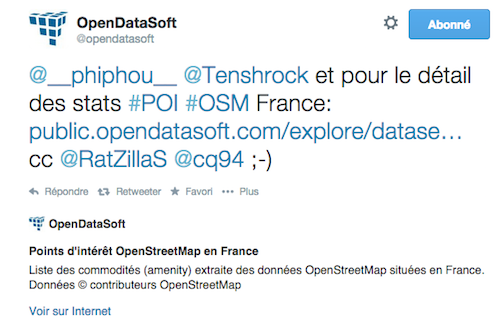 OpenDataSoft
@opendatasoft
Abonné
@__phiphou__ @Tenshrock et pour le détail
des stats #POI #OSM France:
public.opendatasoft.com/explore/datase…
cc @RatZillaS @cq94 ;-)
Répondre Retweeter Favori Plus
OpenDataSoft
Points d'intérêt OpenStreetMap en France
Liste des commodités (amenity) extraite des données OpenStreetMap situées en France.
Données © contributeurs OpenStreetMap
Voir sur Internet